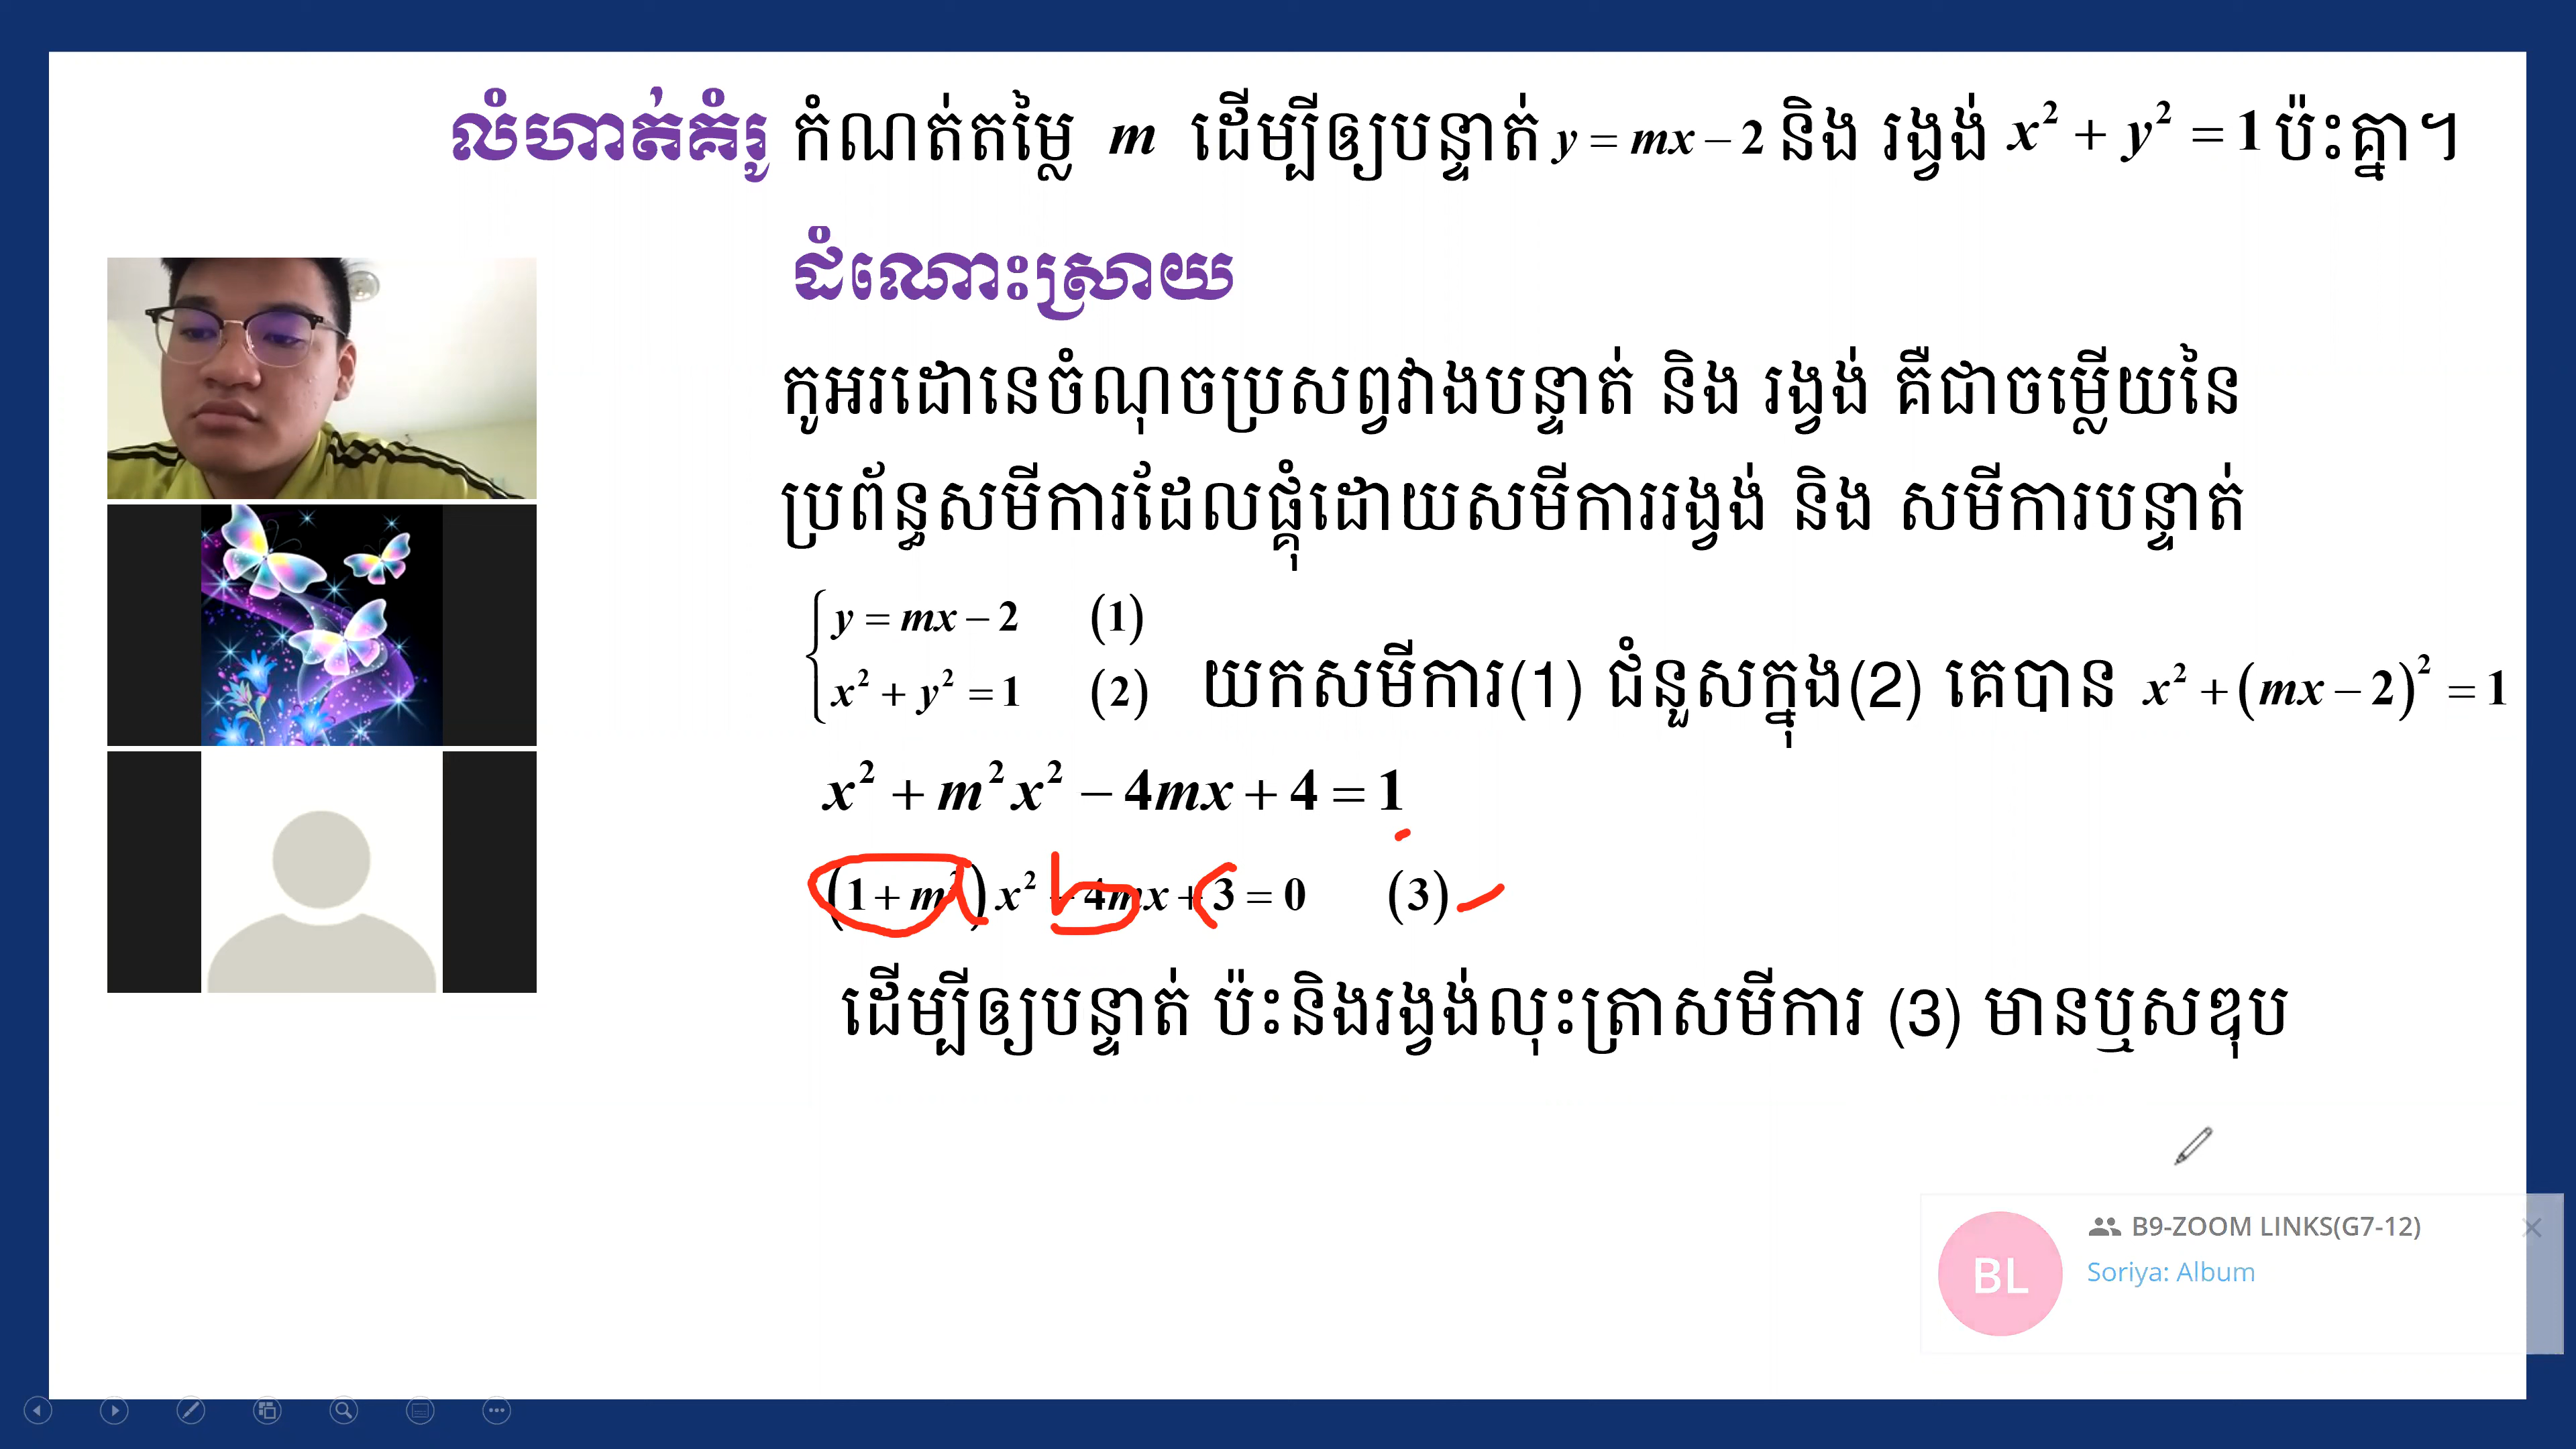 លំហាត់គំរូ កំណត់តម្លៃ m ដើម្បីឲ្យបន្ទាត់ y = mx − 2 និង រង្វង់ x² + y² = 1 ប៉ះគ្នា។
ដំណោះស្រាយ
កូអរដោនេចំណុចប្រសព្វវាងបន្ទាត់ និង រង្វង់ គឺជាចម្លើយនៃ
ប្រព័ន្ធសមីការដែលផ្គុំដោយសមីការរង្វង់ និង សមីការបន្ទាត់
y = mx − 2 (1)
x² + y² = 1 (2)
យកសមីការ(1) ជំនួសក្នុង(2) គេបាន x² + (mx − 2)² = 1
x² + m²x² − 4mx + 4 = 1
(1 + m²)x² − 4mx + 3 = 0 (3)
a b c
ដើម្បីឲ្យបន្ទាត់ ប៉ះនិងរង្វង់លុះត្រាសមីការ (3) មានឬសឌុប
B9-ZOOM LINKS(G7-12)
BL
Soriya: Album